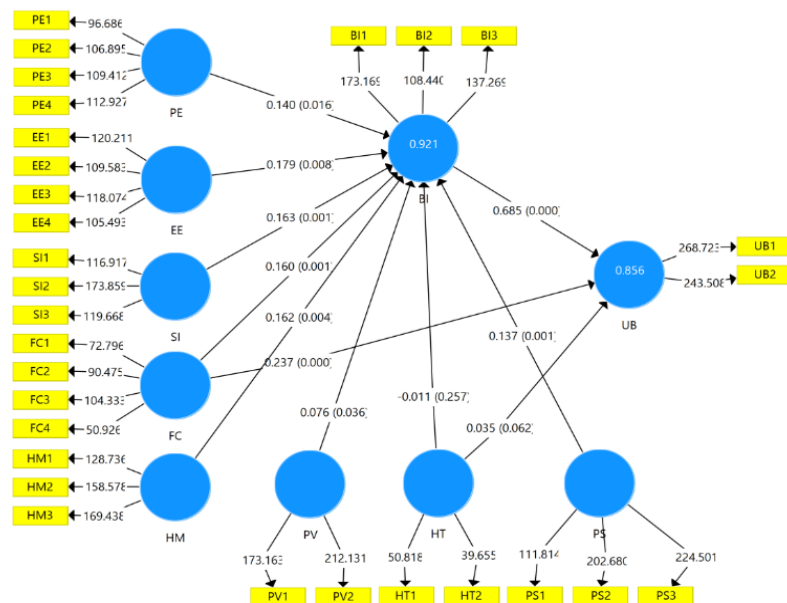 PE1
96.686
PE2
106.895
PE3
109.412
PE4
112.927
PE
EE1
120.211
EE2
109.583
EE3
118.074
EE4
105.493
EE
SI1
116.917
SI2
173.859
SI3
119.668
SI
FC1
72.796
FC2
90.475
FC3
104.333
FC4
50.926
FC
HM1
128.736
HM2
158.578
HM3
169.438
HM
BI1
BI2
BI3
173.169
108.440
137.269
0.921
BI
0.140 (0.016)
0.179 (0.008)
0.163 (0.001)
0.160 (0.001)
0.162 (0.004)
0.237 (0.000)
0.076 (0.036)
-0.011 (0.257)
0.035 (0.062)
0.137 (0.001)
0.685 (0.000)
0.856
UB
268.723
UB1
243.508
UB2
PV
173.163
212.131
PV1
PV2
HT
50.818
39.655
HT1
HT2
PS
111.814
202.680
224.501
PS1
PS2
PS3